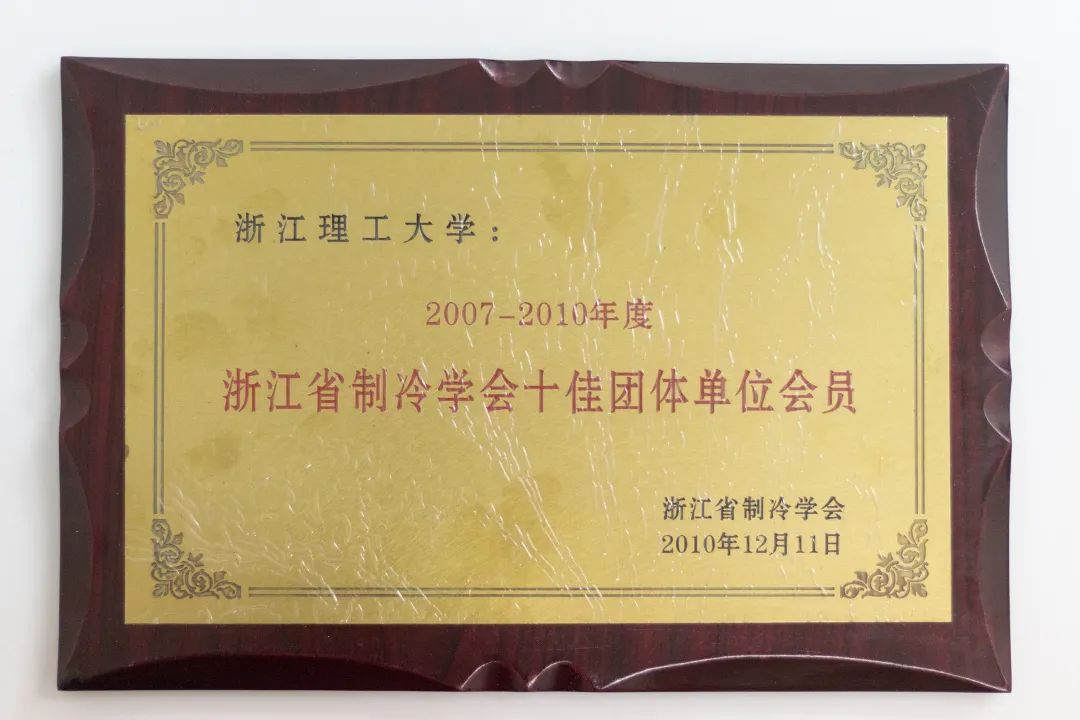 浙江理工大学：
2007-2010年度
浙江省制冷学会十佳团体单位会员
浙江省制冷学会
2010年12月11日